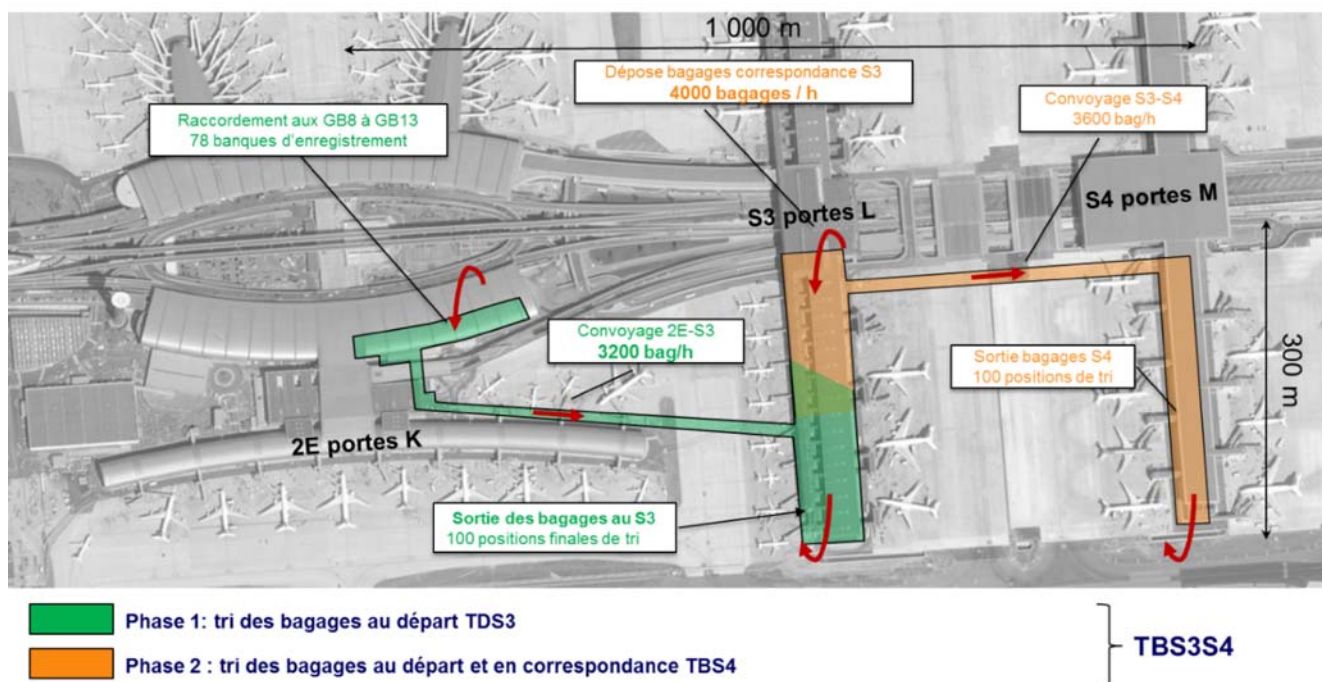 1 000 m
Dépose bagages correspondance S3
4000 bagages / h
Convoyage S3-S4
3600 bag/h
Raccordement aux GB8 à GB13
78 banques d'enregistrement
S4 portes M
S3 portes L
Convoyage 2E-S3
3200 bag/h
300 m
Sortie bagages S4
100 positions de tri
2E portes K
Sortie des bagages au S3
100 positions finales de tri
Phase 1: tri des bagages au départ TDS3
TBS3S4
Phase 2 : tri des bagages au départ et en correspondance TBS4